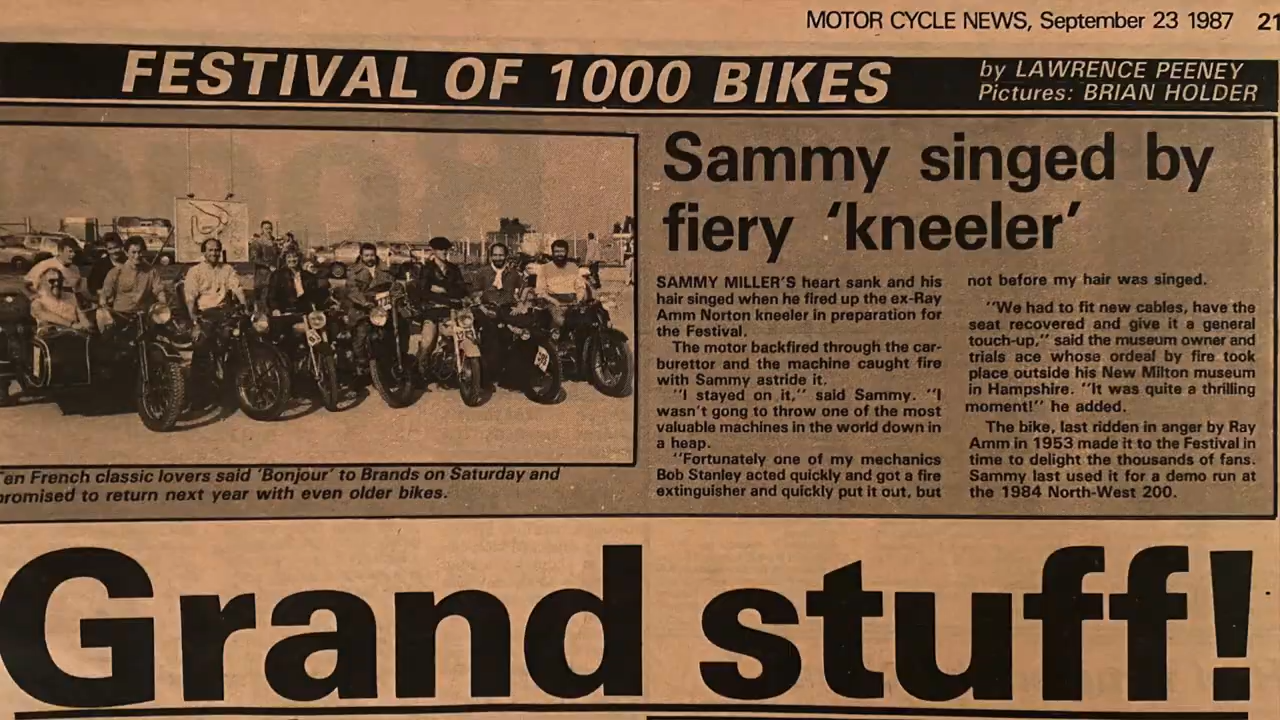 MOTOR CYCLE NEWS, September 23 1987 21
FESTIVAL OF 1000 BIKES
by LAWRENCE PEENEY
Pictures: BRIAN HOLDER
Sammy singed by
fiery ‘kneeler’
SAMMY MILLER'S heart sank and his
hair singed when he fired up the ex-Ray
Amm Norton kneeler in preparation for
the Festival.
The motor backfired through the car-
burettor and the machine caught fire
with Sammy astride it.
"I stayed on it," said Sammy. "I
wasn't gong to throw one of the most
valuable machines in the world down in
a heap.
"Fortunately one of my mechanics
Bob Stanley acted quickly and got a fire
extinguisher and quickly put it out, but
not before my hair was singed.
"We had to fit new cables, have the
seat recovered and give it a general
touch-up," said the museum owner and
trials ace whose ordeal by fire took
place outside his New Milton museum
in Hampshire. "It was quite a thrilling
moment!" he added.
The bike, last ridden in anger by Ray
Amm in 1953 made it to the Festival in
time to delight the thousands of fans.
Sammy last used it for a demo run at
the 1984 North-West 200.
Ten French classic lovers said 'Bonjour' to Brands on Saturday and
promised to return next year with even older bikes.
Grand stuff!